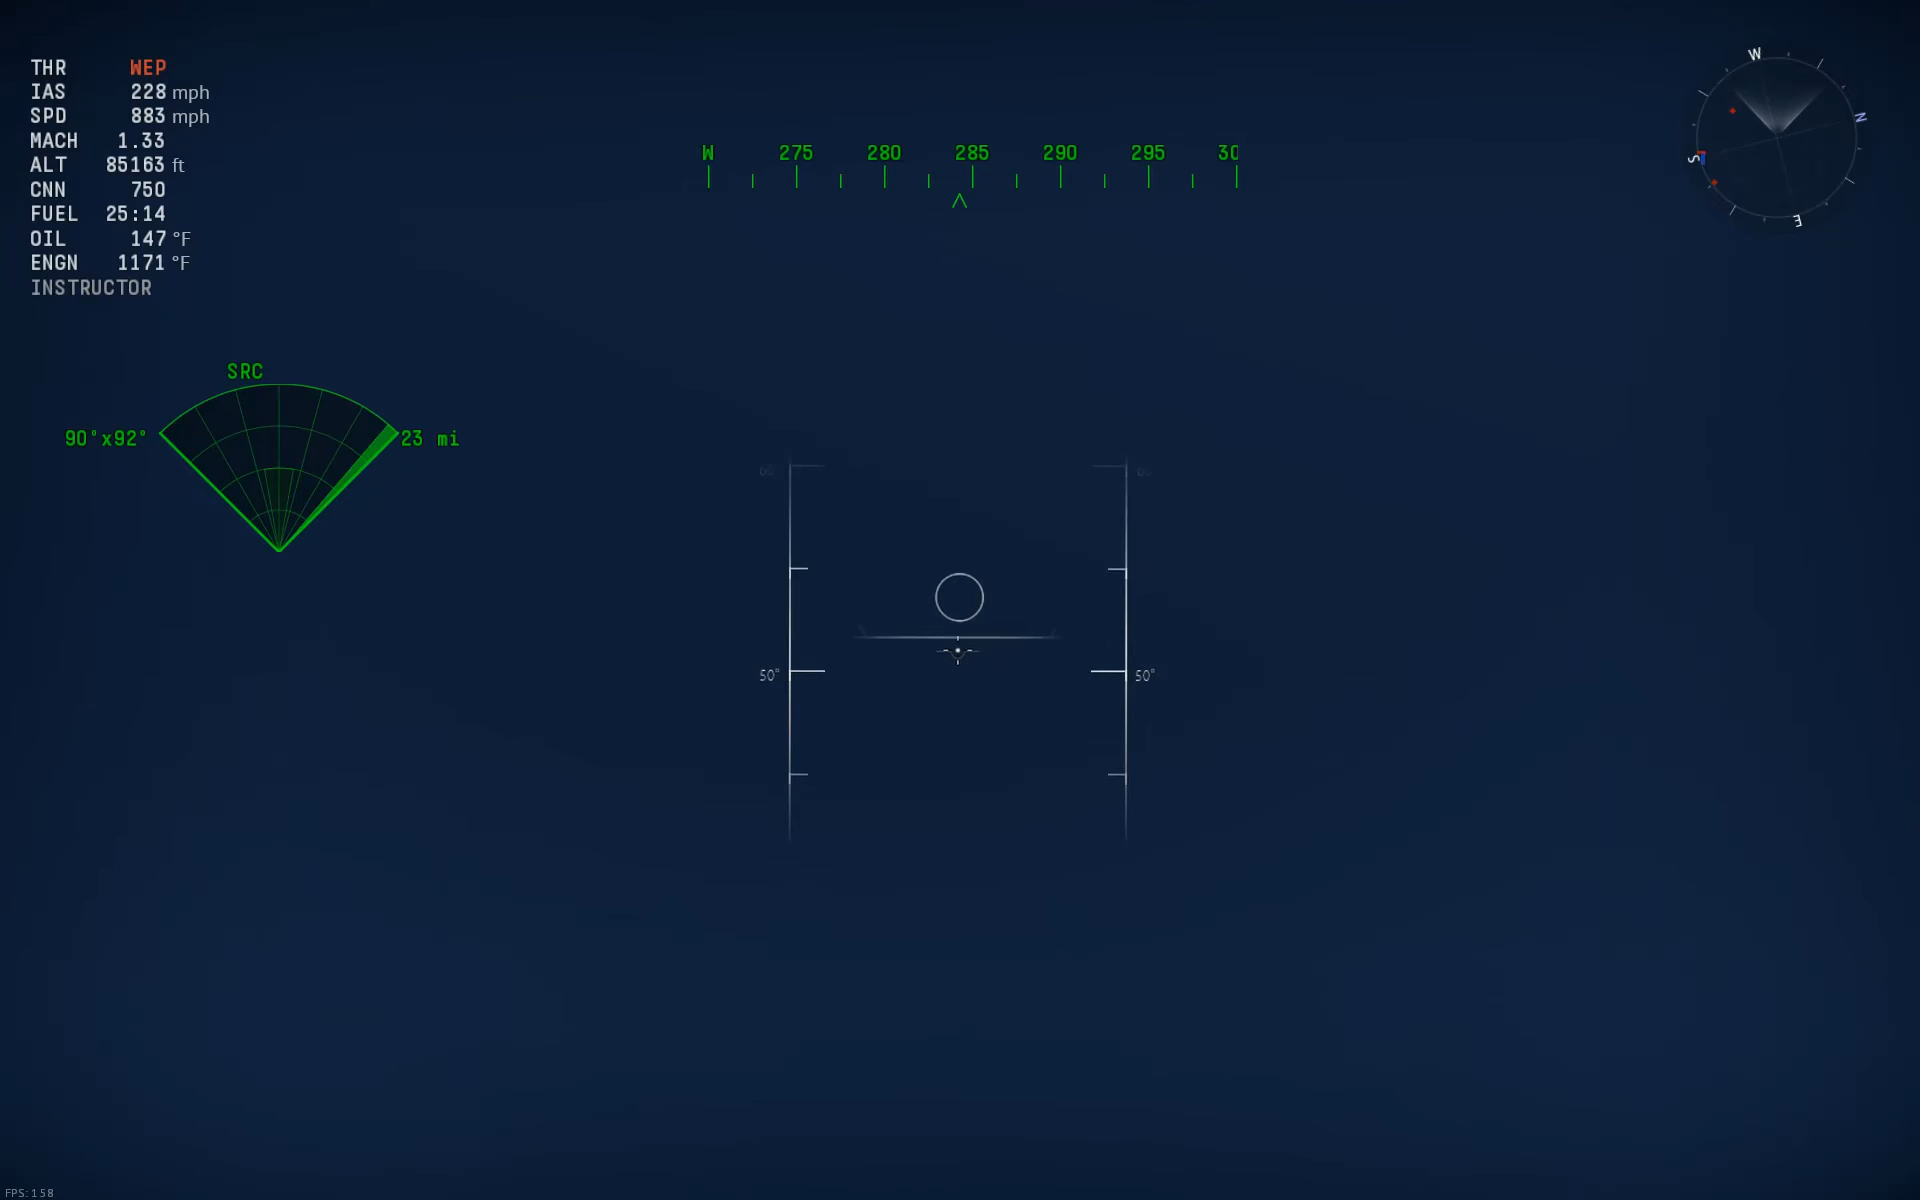 THR WEP
IAS 228 mph
SPD 883 mph
MACH 1.33
ALT 85163 ft
CNN 750
FUEL 25:14
OIL 147 °F
ENGN 1171 °F
INSTRUCTOR
W 275 280 285 290 295 30
W
N
S
E
SRC
90°x92° 23 mi
60 60
50° 50°
FPS:158